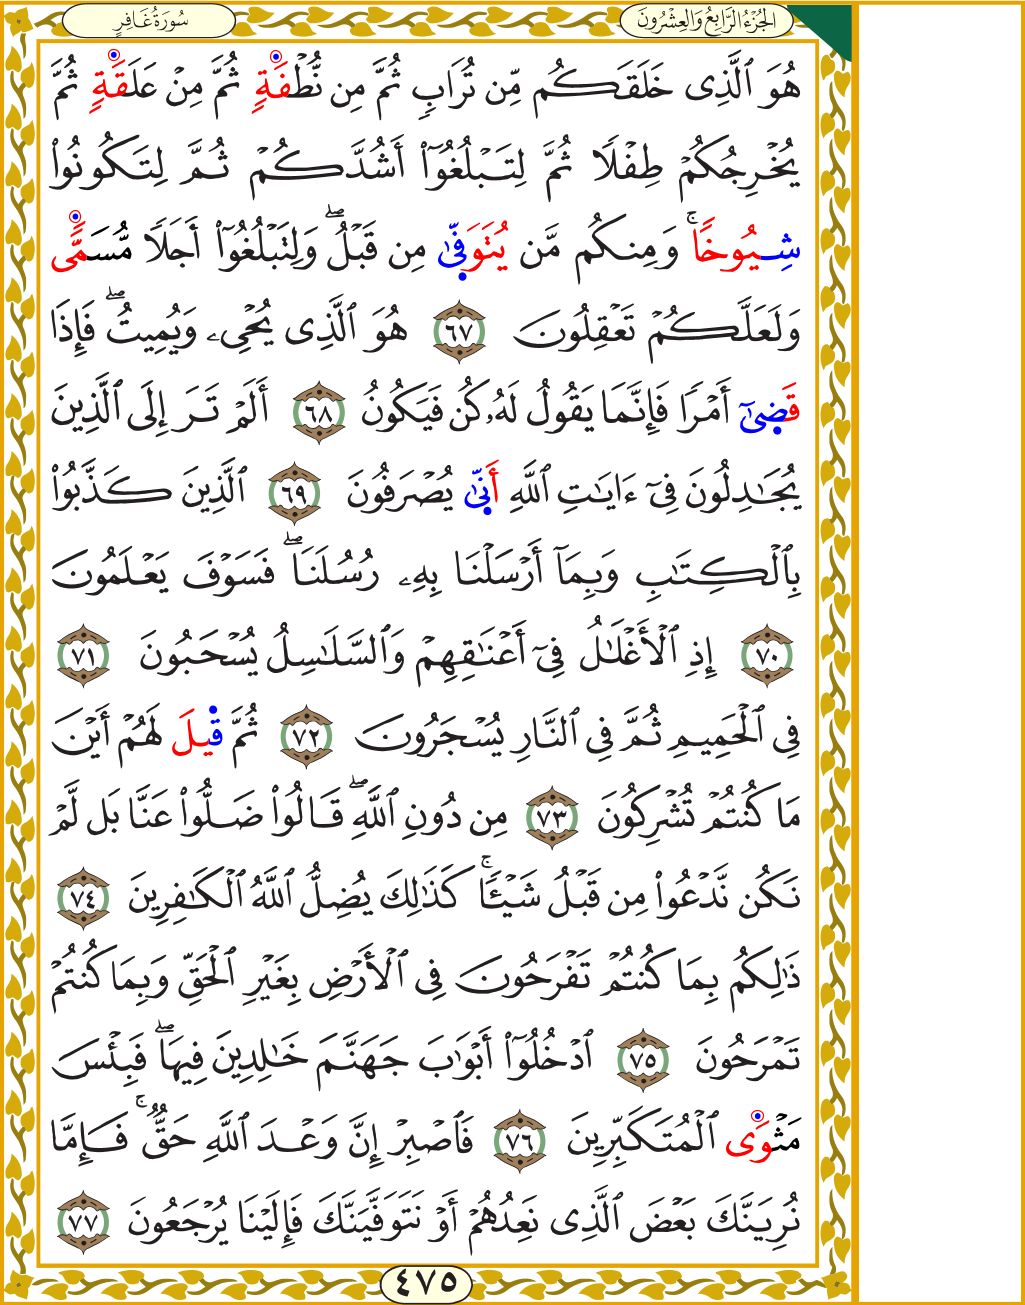 سُورَةُ غَافِرٍ
الجُزْءُ الرَّابِعُ وَالعِشْرُونَ
هُوَ ٱلَّذِى خَلَقَكُم مِّن تُرَابٖ ثُمَّ مِن نُّطْفَةٖ ثُمَّ مِنْ عَلَقَةٖ ثُمَّ
يُخْرِجُكُمْ طِفْلٗا ثُمَّ لِتَبْلُغُوٓا۟ أَشُدَّكُمْ ثُمَّ لِتَكُونُوا۟
شِيُوخٗاۚ وَمِنكُم مَّن يُتَوَفّۭىٰ مِن قَبْلُۖ وَلِتَبْلُغُوٓا۟ أَجَلٗا مُّسَمّٗى
وَلَعَلَّكُمْ تَعْقِلُونَ ٦٧ هُوَ ٱلَّذِى يُحْىِۦ وَيُمِيتُۖ فَإِذَا
قَضىٰٓ أَمْرٗا فَإِنَّمَا يَقُولُ لَهُۥ كُن فَيَكُونُ ٦٨ أَلَمْ تَرَ إِلَى ٱلَّذِينَ
يُجَٰدِلُونَ فِىٓ ءَايَٰتِ ٱللَّهِ أَنّىٰ يُصْرَفُونَ ٦٩ ٱلَّذِينَ كَذَّبُوا۟
بِٱلْكِتَٰبِ وَبِمَآ أَرْسَلْنَا بِهِۦ رُسُلَنَاۖ فَسَوْفَ يَعْلَمُونَ
٧٠ إِذِ ٱلْأَغْلَٰلُ فِىٓ أَعْنَٰقِهِمْ وَٱلسَّلَٰسِلُ يُسْحَبُونَ ٧١
فِى ٱلْحَمِيمِ ثُمَّ فِى ٱلنَّارِ يُسْجَرُونَ ٧٢ ثُمَّ قِيلَ لَهُمْ أَيْنَ
مَا كُنتُمْ تُشْرِكُونَ ٧٣ مِن دُونِ ٱللَّهِۖ قَالُوا۟ ضَلُّوا۟ عَنَّا بَل لَّمْ
نَكُن نَّدْعُوا۟ مِن قَبْلُ شَيْـٔٗاۚ كَذَٰلِكَ يُضِلُّ ٱللَّهُ ٱلْكَٰفِرِينَ ٧٤
ذَٰلِكُم بِمَا كُنتُمْ تَفْرَحُونَ فِى ٱلْأَرْضِ بِغَيْرِ ٱلْحَقِّ وَبِمَا كُنتُمْ
تَمْرَحُونَ ٧٥ ٱدْخُلُوٓا۟ أَبْوَٰبَ جَهَنَّمَ خَٰلِدِينَ فِيهَاۖ فَبِئْسَ
مَثْوَى ٱلْمُتَكَبِّرِينَ ٧٦ فَٱصْبِرْ إِنَّ وَعْدَ ٱللَّهِ حَقّٞۚ فَإِمَّا
نُرِيَنَّكَ بَعْضَ ٱلَّذِى نَعِدُهُمْ أَوْ نَتَوَفَّيَنَّكَ فَإِلَيْنَا يُرْجَعُونَ ٧٧
٤٧٥